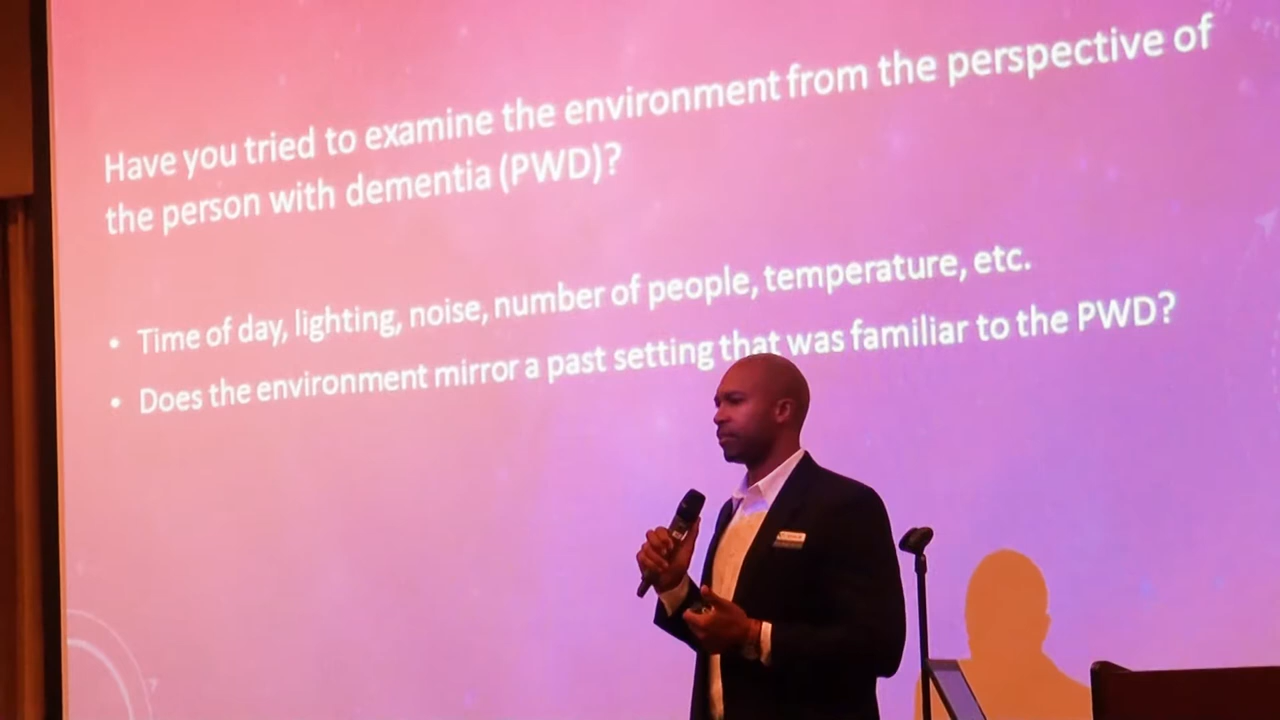 Have you tried to examine the environment from the perspective of
the person with dementia (PWD)?
• Time of day, lighting, noise, number of people, temperature, etc.
• Does the environment mirror a past setting that was familiar to the PWD?